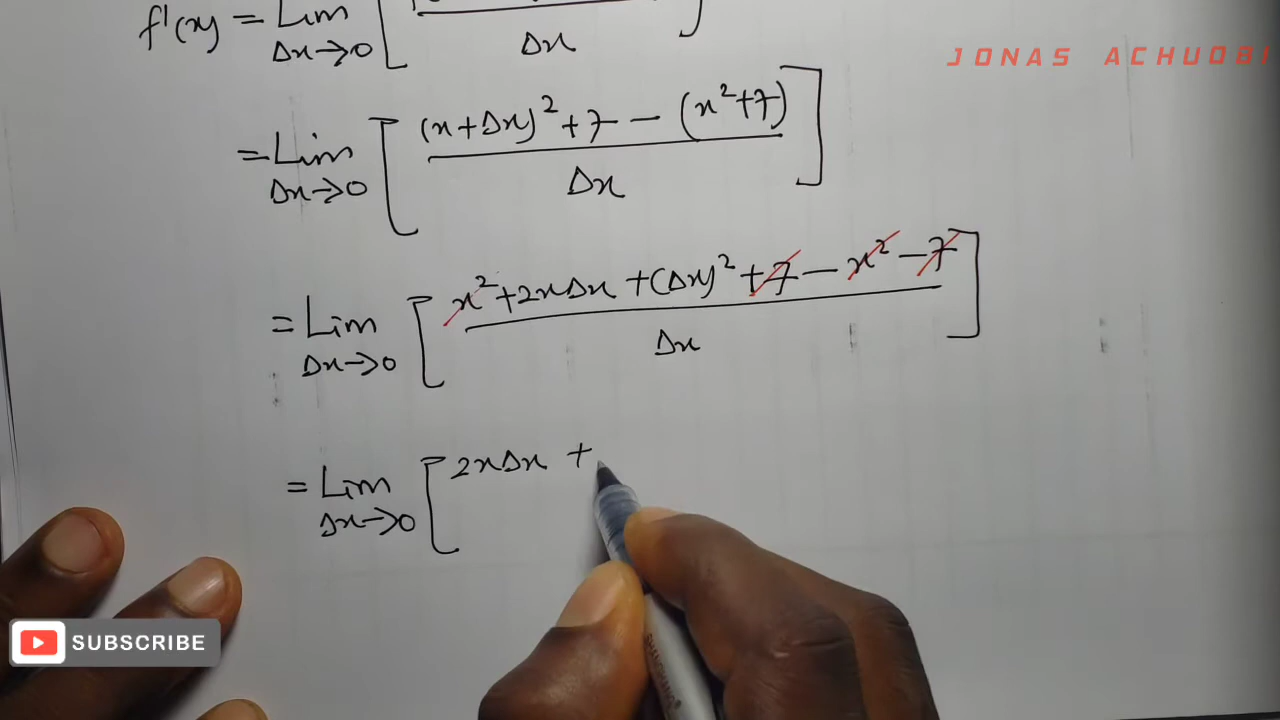 f'(x) = Lim [ / Δx ]
Δx→0
JONAS ACHUOBI
= Lim [ (x+Δx)² + 7 − (x²+7) / Δx ]
Δx→0
= Lim [ x² + 2xΔx + (Δx)² + 7 − x² − 7 / Δx ]
Δx→0
= Lim [ 2xΔx +
Δx→0
SUBSCRIBE